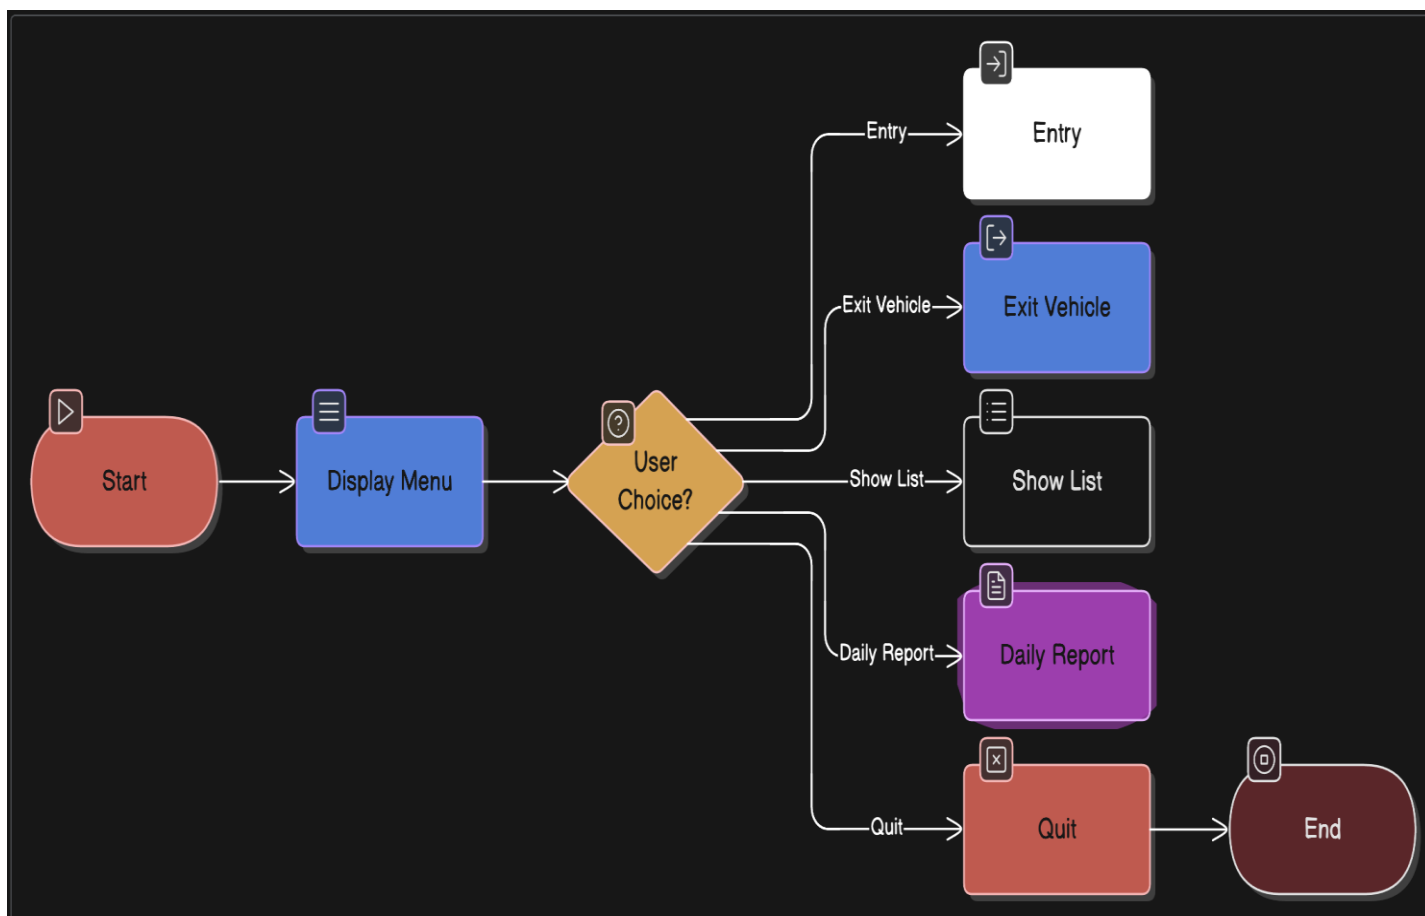 Start
Display Menu
User
Choice?
Entry
Entry
Exit Vehicle
Exit Vehicle
Show List
Show List
Daily Report
Daily Report
Quit
Quit
End